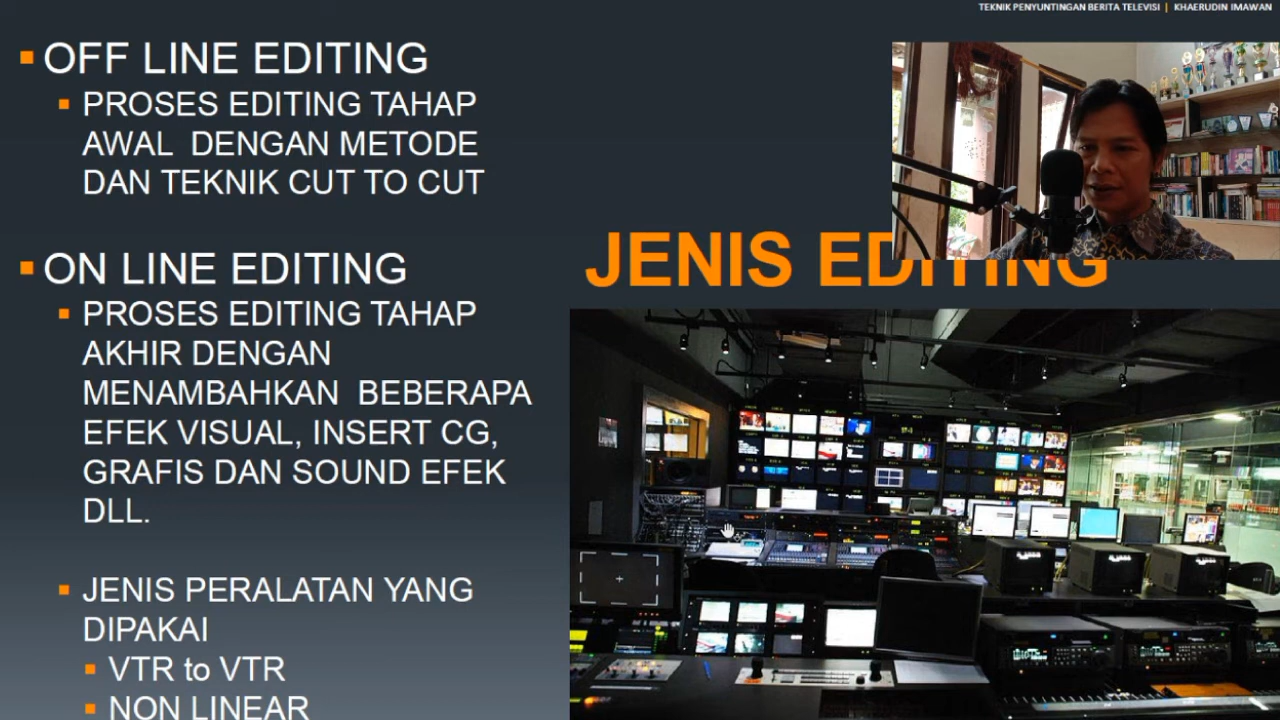 TEKNIK PENYUNTINGAN BERITA TELEVISI | KHAERUDIN IMAWAN
OFF LINE EDITING
PROSES EDITING TAHAP
AWAL DENGAN METODE
DAN TEKNIK CUT TO CUT
ON LINE EDITING
PROSES EDITING TAHAP
AKHIR DENGAN
MENAMBAHKAN BEBERAPA
EFEK VISUAL, INSERT CG,
GRAFIS DAN SOUND EFEK
DLL.
JENIS PERALATAN YANG
DIPAKAI
VTR to VTR
NON LINEAR
JENIS EDITING